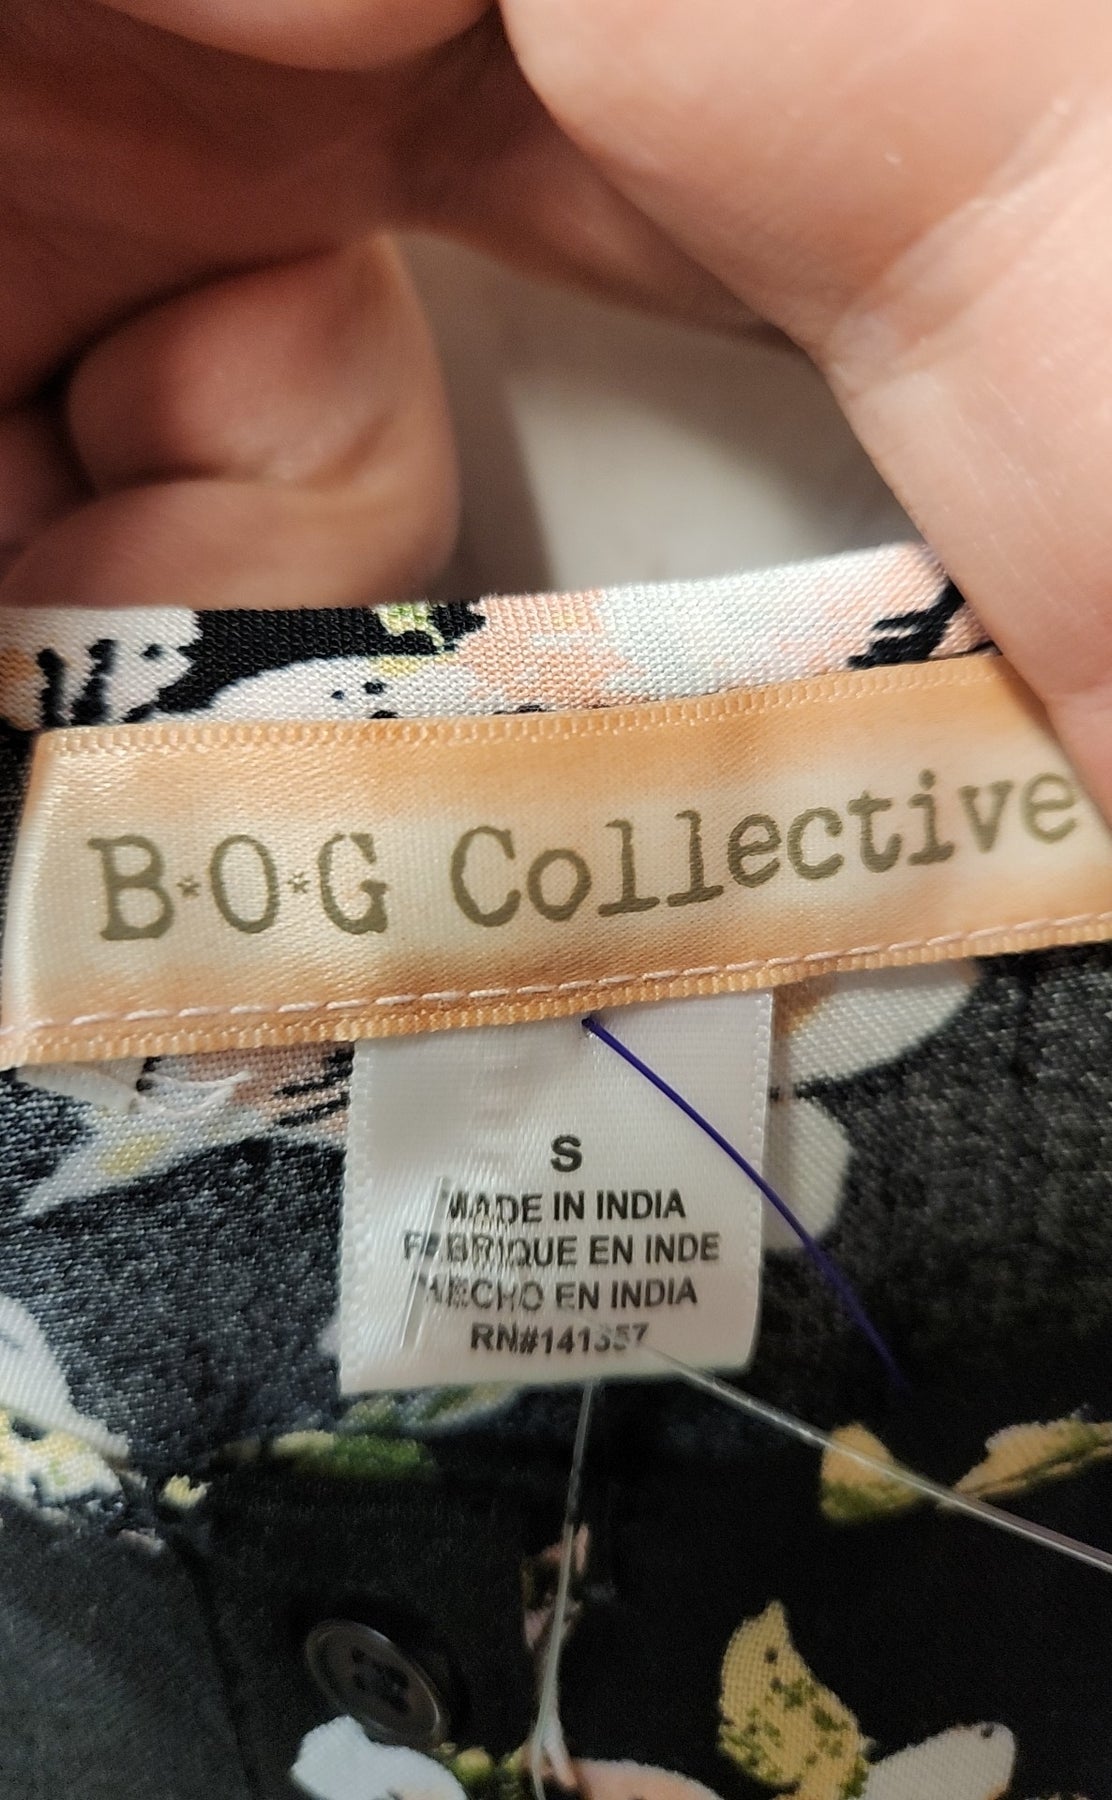 B*O*G Collective
S
MADE IN INDIA
FABRIQUE EN INDE
HECHO EN INDIA
RN#141357